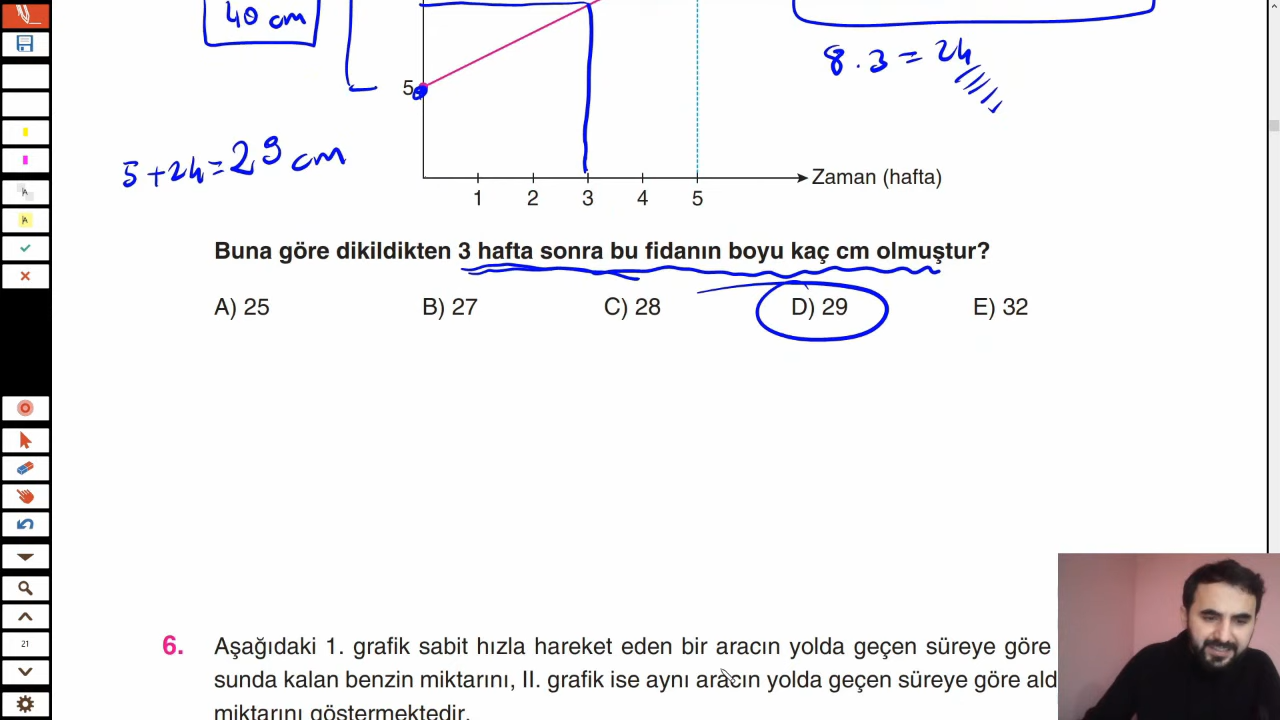 40 cm
8.3 = 24
5
5+24=29 cm
Zaman (hafta)
1 2 3 4 5
Buna göre dikildikten 3 hafta sonra bu fidanın boyu kaç cm olmuştur?
A) 25 B) 27 C) 28 D) 29 E) 32
21
6. Aşağıdaki 1. grafik sabit hızla hareket eden bir aracın yolda geçen süreye göre
sunda kalan benzin miktarını, II. grafik ise aynı aracın yolda geçen süreye göre ald
miktarını göstermektedir.